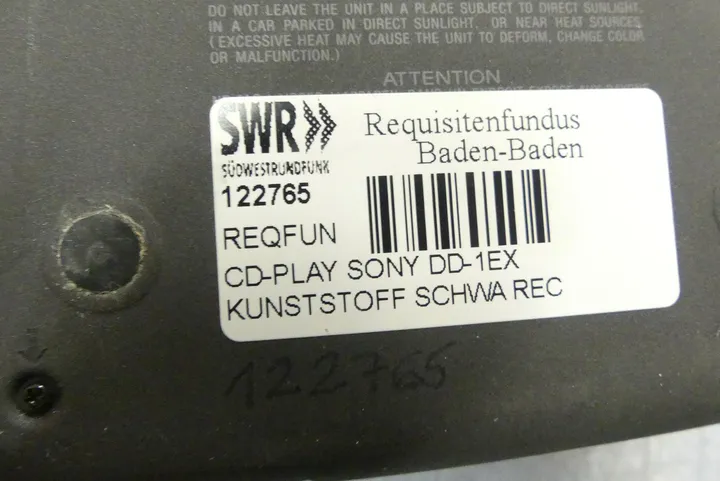 DO NOT LEAVE THE UNIT IN A PLACE SUBJECT TO DIRECT SUNLIGHT,
IN A CAR PARKED IN DIRECT SUNLIGHT, OR NEAR HEAT SOURCES.
(EXCESSIVE HEAT MAY CAUSE THE UNIT TO DEFORM, CHANGE COLOR
OR MALFUNCTION.)
ATTENTION
SWR
SÜDWESTRUNDFUNK
Requisitenfundus
Baden-Baden
122765
REQFUN
CD-PLAY SONY DD-1EX
KUNSTSTOFF SCHWA REC
122765